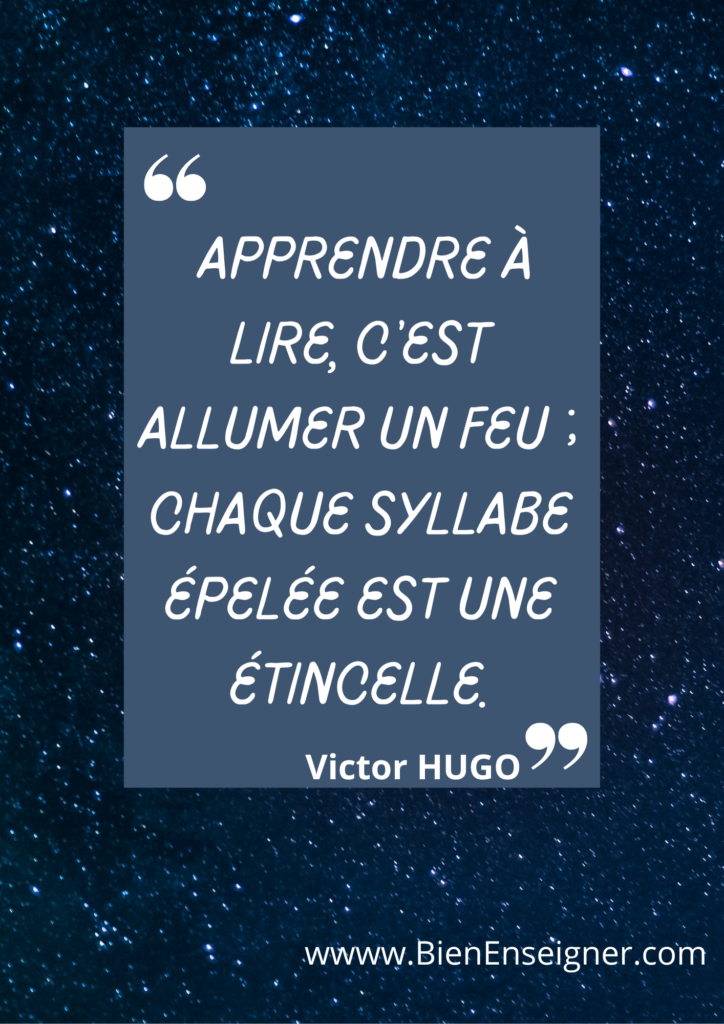 “
APPRENDRE À
LIRE, C'EST
ALLUMER UN FEU ;
CHAQUE SYLLABE
ÉPELÉE EST UNE
ÉTINCELLE.
Victor HUGO”
wwww.BienEnseigner.com